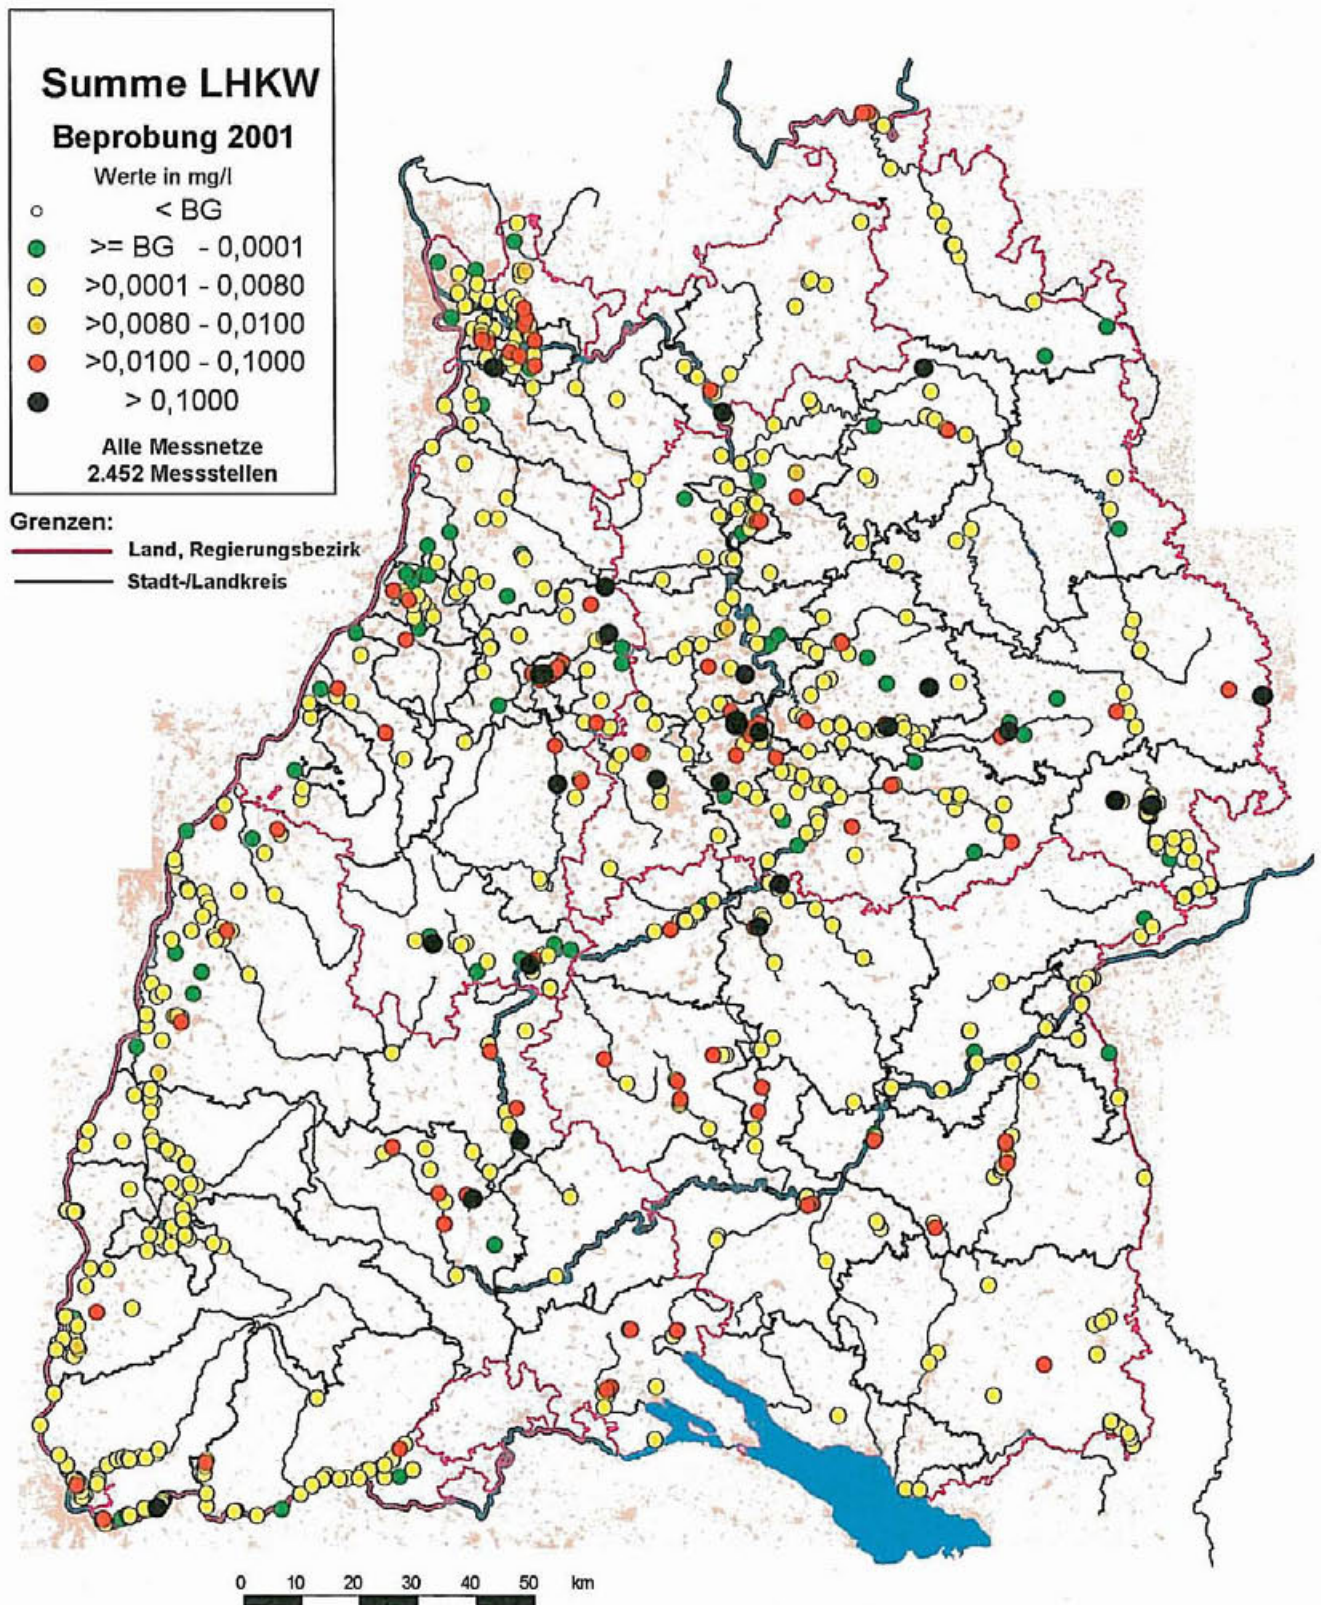 Summe LHKW
Beprobung 2001
Werte in mg/l
< BG
>= BG - 0,0001
>0,0001 - 0,0080
>0,0080 - 0,0100
>0,0100 - 0,1000
> 0,1000
Alle Messnetze
2.452 Messstellen
Grenzen:
Land, Regierungsbezirk
Stadt-/Landkreis
0 10 20 30 40 50 km